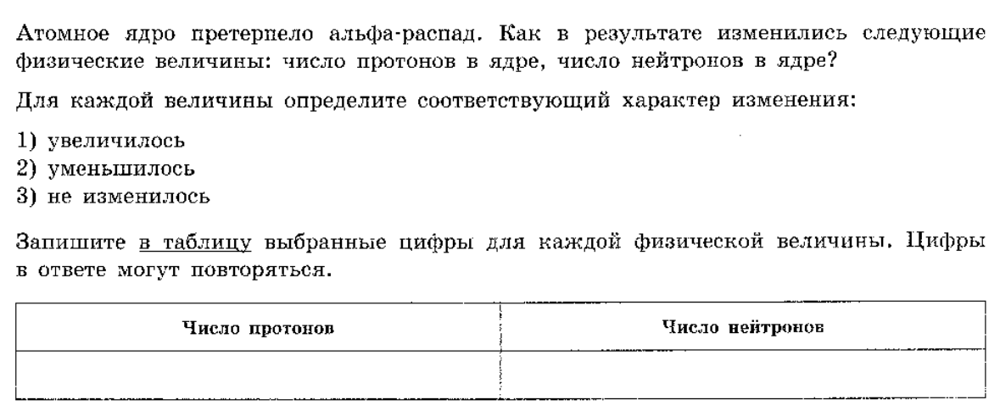 Атомное ядро претерпело альфа-распад. Как в результате изменились следующие
физические величины: число протонов в ядре, число нейтронов в ядре?
Для каждой величины определите соответствующий характер изменения:
1) увеличилось
2) уменьшилось
3) не изменилось
Запишите в таблицу выбранные цифры для каждой физической величины. Цифры
в ответе могут повторяться.
Число протонов
Число нейтронов